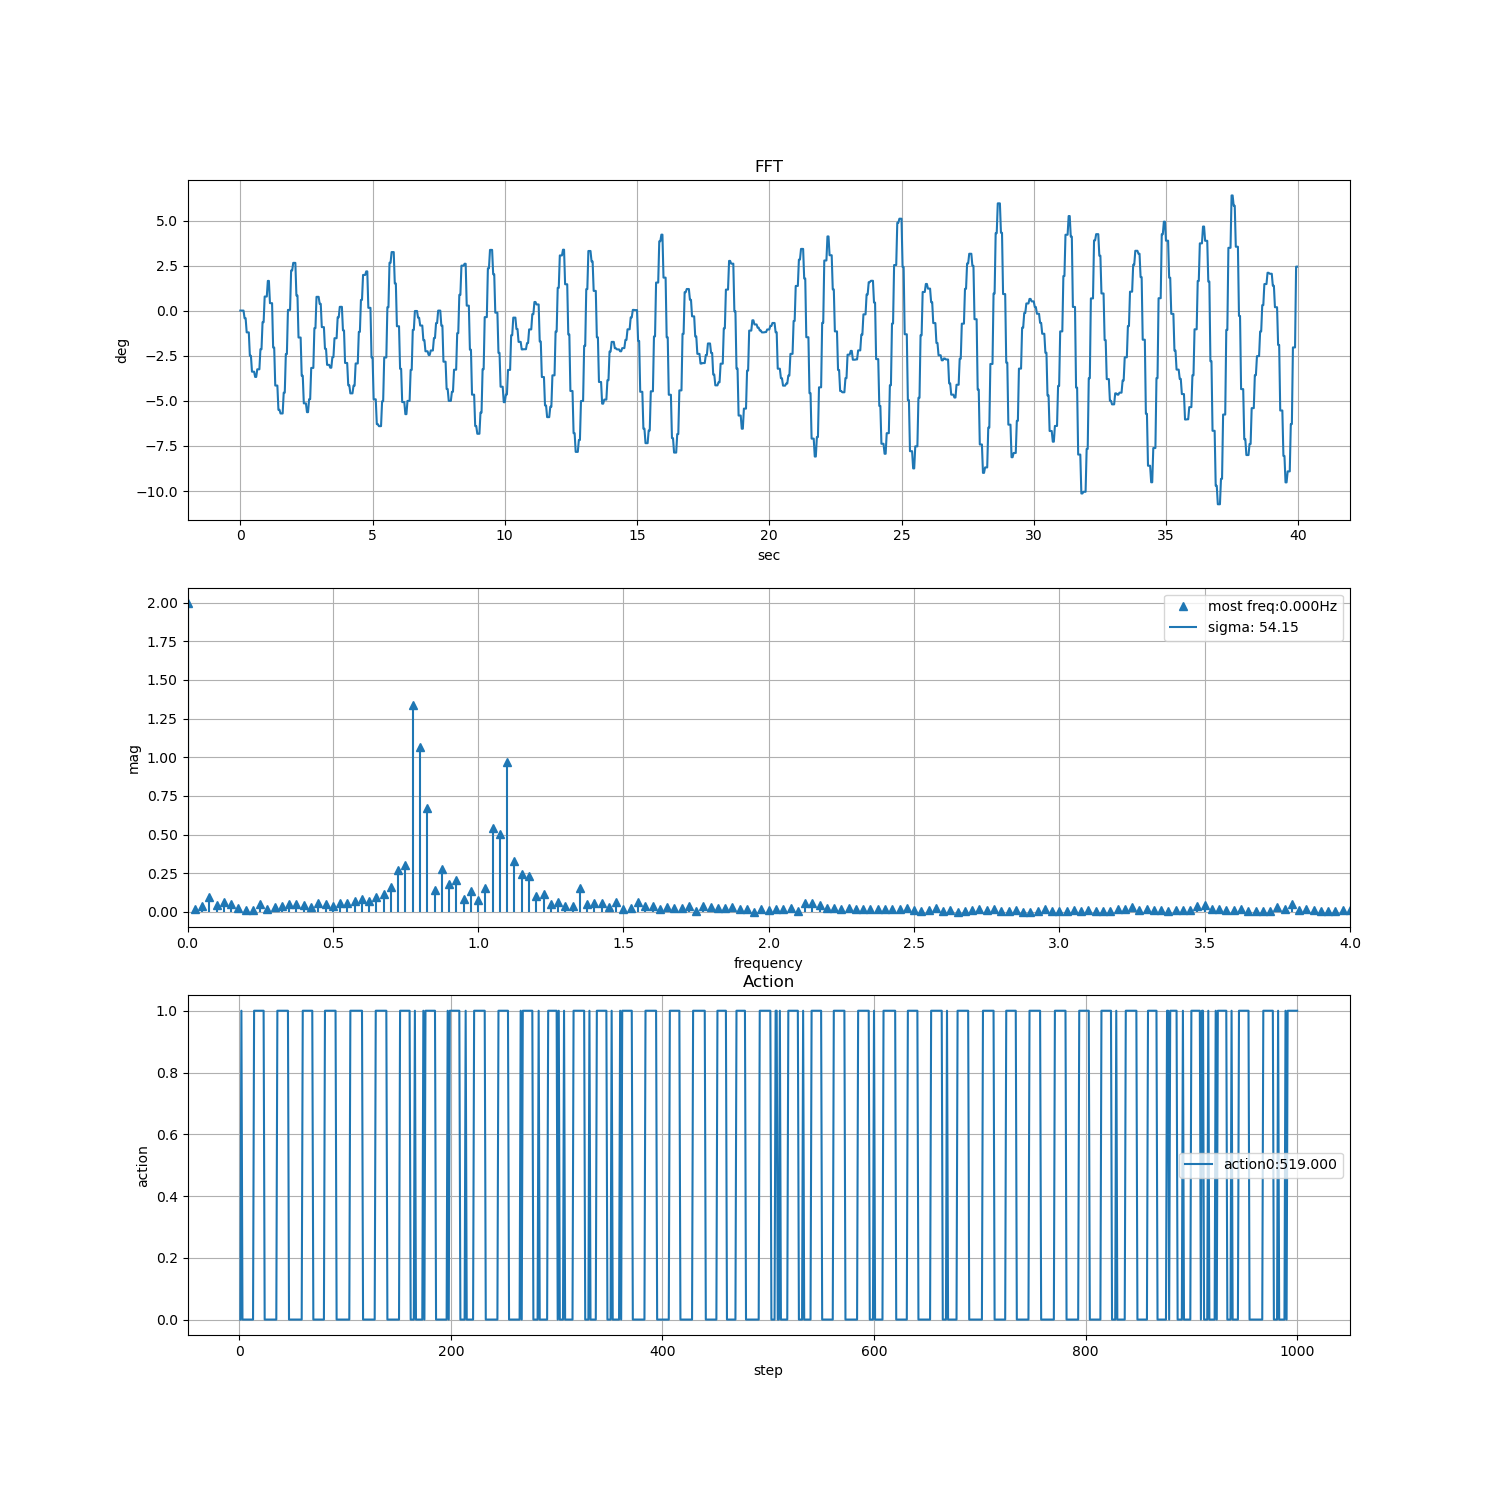 FFT
5.0
2.5
0.0
−2.5
−5.0
−7.5
−10.0
deg
0 5 10 15 20 25 30 35 40
sec
2.00
1.75
1.50
1.25
1.00
0.75
0.50
0.25
0.00
mag
most freq:0.000Hz
sigma: 54.15
0.0 0.5 1.0 1.5 2.0 2.5 3.0 3.5 4.0
frequency
Action
1.0
0.8
0.6
0.4
0.2
0.0
action
action0:519.000
0 200 400 600 800 1000
step